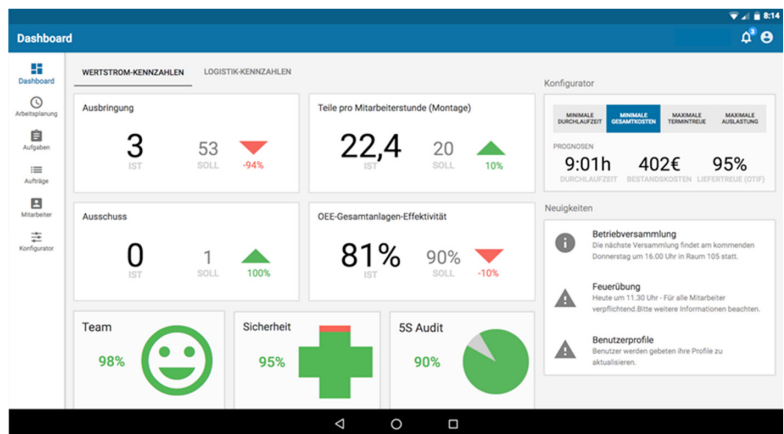 8:14
Dashboard
3
Dashboard
Arbeitsplanung
Aufgaben
Aufträge
Mitarbeiter
Konfigurator
WERTSTROM-KENNZAHLEN LOGISTIK-KENNZAHLEN
Ausbringung
3 53
IST SOLL -94%
Teile pro Mitarbeiterstunde (Montage)
22,4 20
IST SOLL 10%
Ausschuss
0 1
IST SOLL 100%
OEE-Gesamtanlagen-Effektivität
81% 90%
IST SOLL -10%
Team
98%
Sicherheit
95%
5S Audit
90%
Konfigurator
MINIMALE DURCHLAUFZEIT
MINIMALE GESAMTKOSTEN
MAXIMALE TERMINTREUE
MAXIMALE AUSLASTUNG
PROGNOSEN
9:01h 402€ 95%
DURCHLAUFZEIT BESTANDSKOSTEN LIEFERTREUE (OTIF)
Neuigkeiten
Betriebversammlung
Die nächste Versammlung findet am kommenden
Donnerstag um 16.00 Uhr in Raum 105 statt.
Feuerübung
Heute um 11.30 Uhr - Für alle Mitarbeiter
verpflichtend.Bitte weitere Informationen beachten.
Benutzerprofile
Benutzer werden gebeten ihre Profile zu
aktualisieren.